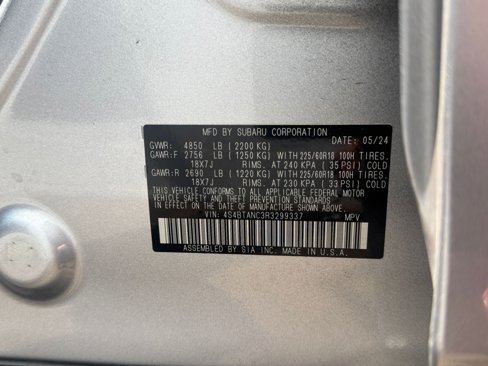 MFD BY SUBARU CORPORATION
GVWR: 4850 LB (2200 KG) DATE: 05/24
GAWR:F 2756 LB (1250 KG) WITH 225/60R18 100H TIRES,
18X7J RIMS, AT 240 KPA (35 PSI) COLD
GAWR:R 2690 LB (1220 KG) WITH 225/60R18 100H TIRES,
18X7J RIMS, AT 230 KPA (33 PSI) COLD
THIS VEHICLE CONFORMS TO ALL APPLICABLE FEDERAL MOTOR
VEHICLE SAFETY AND THEFT PREVENTION STANDARDS IN
EFFECT ON THE DATE OF MANUFACTURE SHOWN ABOVE.
VIN: 4S4BTANC3R3299337 MPV
ASSEMBLED BY SIA INC. MADE IN U.S.A.